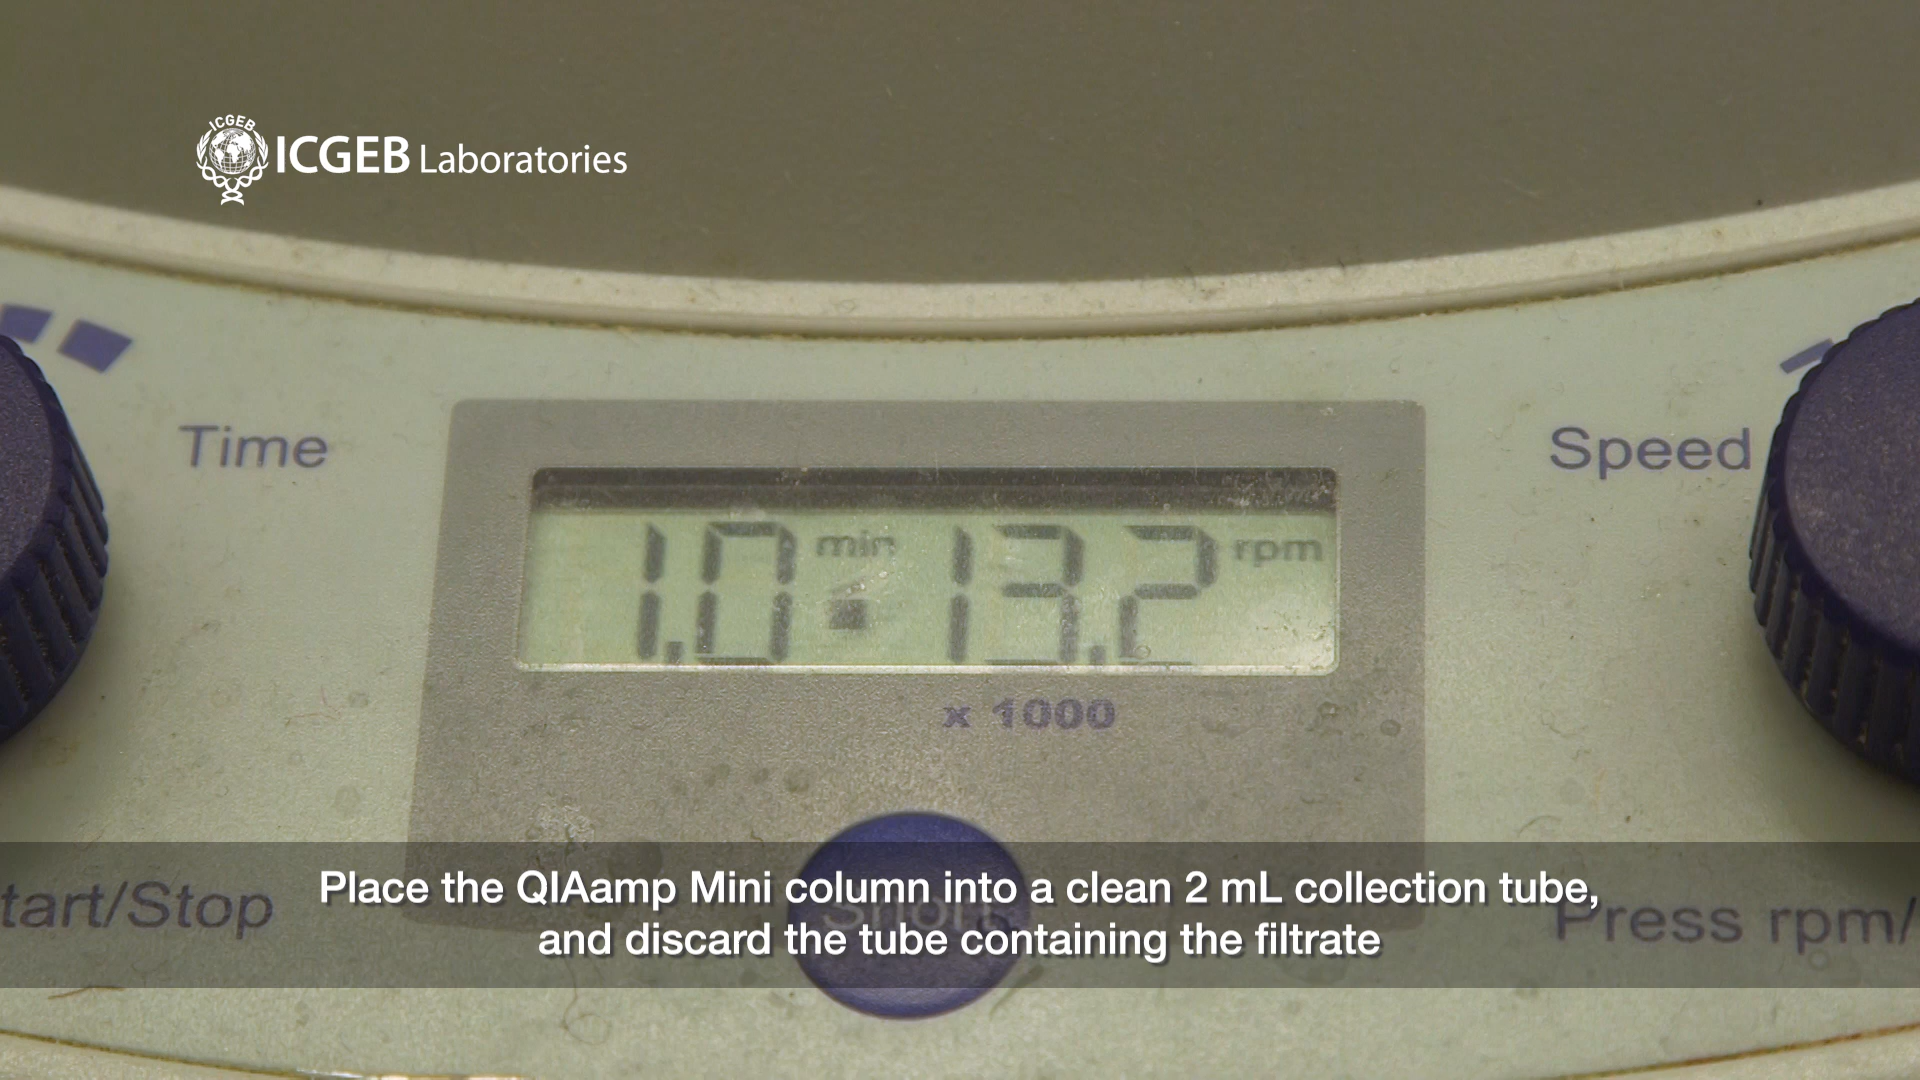 ICGEB
ICGEB Laboratories
Time
Speed
1.0 min 13.2 rpm
x 1000
Place the QIAamp Mini column into a clean 2 mL collection tube,
and discard the tube containing the filtrate
tart/Stop
Short
Press rpm/